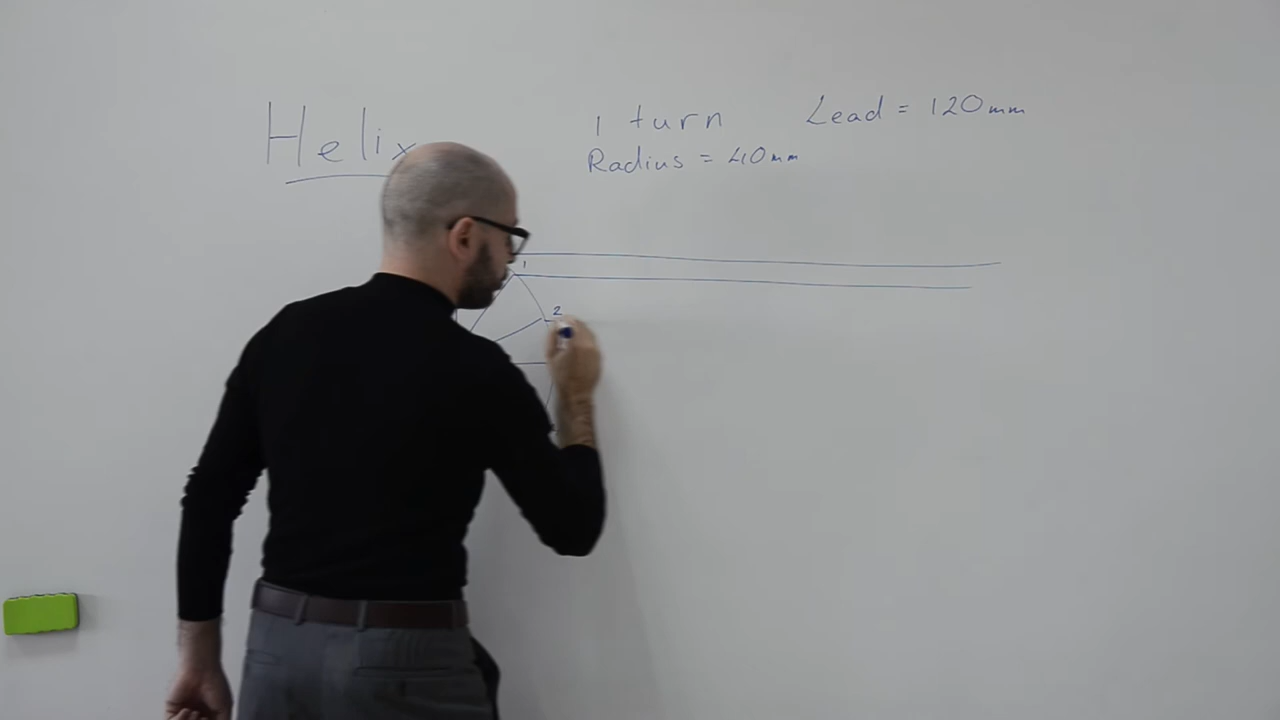 Helix
1 turn Lead = 120mm
Radius = 40mm
1
2